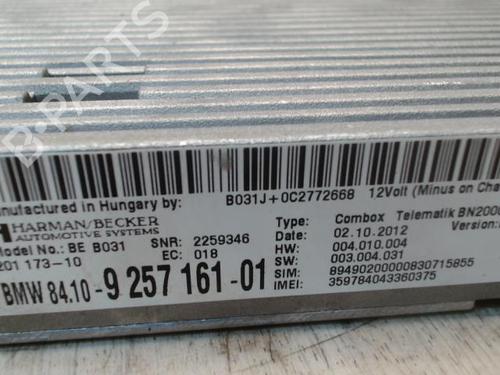 B-PARTS
anufactured in Hungary by:
B031J+0C2772668
12Volt (Minus on Cha
HARMAN/BECKER
AUTOMOTIVE SYSTEMS
Type: Combox Telematik BN2000
Date: 02.10.2012 Version:
Model No.: BE B031 SNR: 2259346
HW: 004.010.004
201 173-10 EC: 018
SW: 003.004.031
SIM: 89490200000830715855
BMW 84.10-9 257 161-01
IMEI: 359784043360375